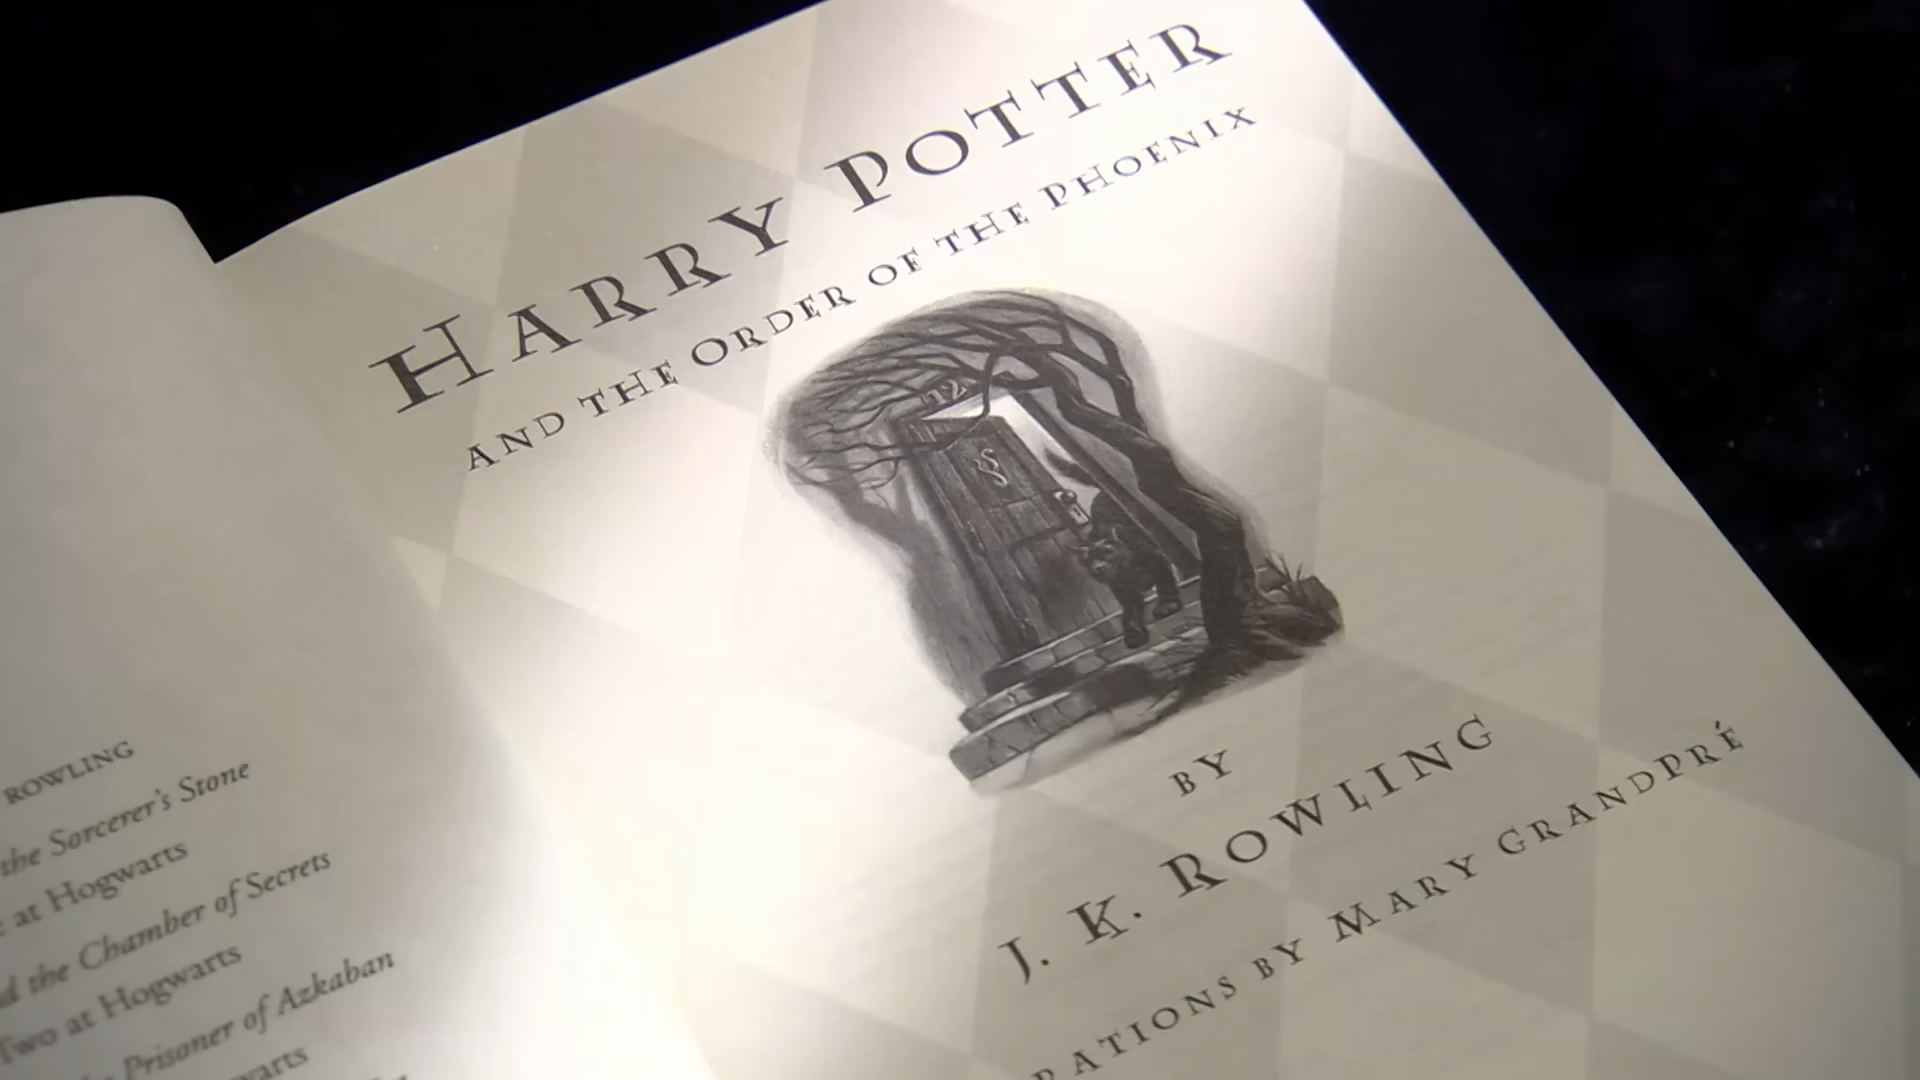 ROWLING
the Sorcerer's Stone
at Hogwarts
the Chamber of Secrets
Two at Hogwarts
Prisoner of Azkaban
HARRY POTTER
AND THE ORDER OF THE PHOENIX
12
BY
J. K. ROWLING
RATIONS BY MARY GRANDPRÉ